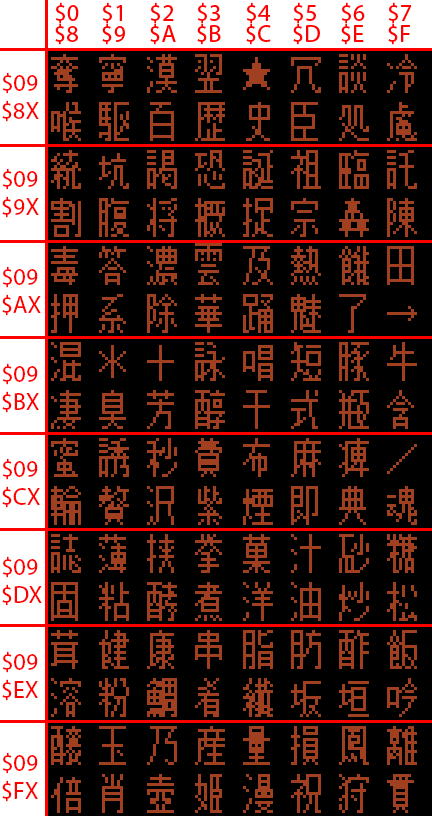 $0 $1 $2 $3 $4 $5 $6 $7
$8 $9 $A $B $C $D $E $F
$09 奪 寧 漠 翌 ★ 冗 談 冷
$8X 喉 駆 百 歴 史 臣 処 慮
$09 統 坑 謁 恐 誕 祖 臨 託
$9X 割 腹 将 概 捉 宗 轟 陳
$09 毒 答 濃 雲 及 熱 餓 田
$AX 押 系 除 華 踊 魅 了 →
$09 混 氺 十 詠 唱 短 豚 牛
$BX 凄 臭 芳 醇 干 式 瓶 含
$09 蜜 誘 秒 費 布 麻 痺 ／
$CX 輪 贅 沢 紫 煙 即 典 魂
$09 誌 薄 抹 拳 菓 汁 砂 糖
$DX 固 粘 酵 煮 洋 油 炒 松
$09 茸 健 康 串 脂 肪 酢 飯
$EX 溶 粉 鯛 着 繊 坂 垣 吟
$09 醸 玉 乃 産 量 損 鳳 離
$FX 倍 肖 壺 姫 漫 祝 狩 貫